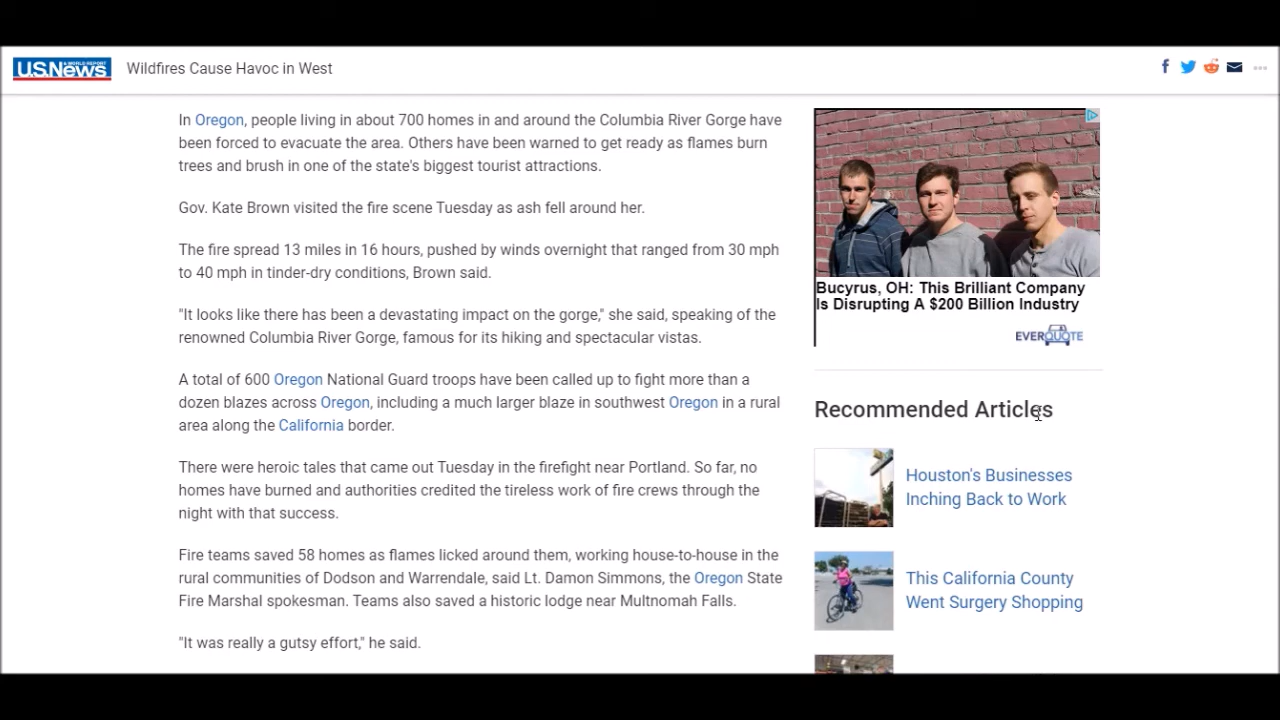 U.S.News
& WORLD REPORT
Wildfires Cause Havoc in West
In Oregon, people living in about 700 homes in and around the Columbia River Gorge have
been forced to evacuate the area. Others have been warned to get ready as flames burn
trees and brush in one of the state's biggest tourist attractions.
Gov. Kate Brown visited the fire scene Tuesday as ash fell around her.
The fire spread 13 miles in 16 hours, pushed by winds overnight that ranged from 30 mph
to 40 mph in tinder-dry conditions, Brown said.
"It looks like there has been a devastating impact on the gorge," she said, speaking of the
renowned Columbia River Gorge, famous for its hiking and spectacular vistas.
A total of 600 Oregon National Guard troops have been called up to fight more than a
dozen blazes across Oregon, including a much larger blaze in southwest Oregon in a rural
area along the California border.
There were heroic tales that came out Tuesday in the firefight near Portland. So far, no
homes have burned and authorities credited the tireless work of fire crews through the
night with that success.
Fire teams saved 58 homes as flames licked around them, working house-to-house in the
rural communities of Dodson and Warrendale, said Lt. Damon Simmons, the Oregon State
Fire Marshal spokesman. Teams also saved a historic lodge near Multnomah Falls.
"It was really a gutsy effort," he said.
Bucyrus, OH: This Brilliant Company
Is Disrupting A $200 Billion Industry
EVERQUOTE
Recommended Articles
Houston's Businesses
Inching Back to Work
This California County
Went Surgery Shopping